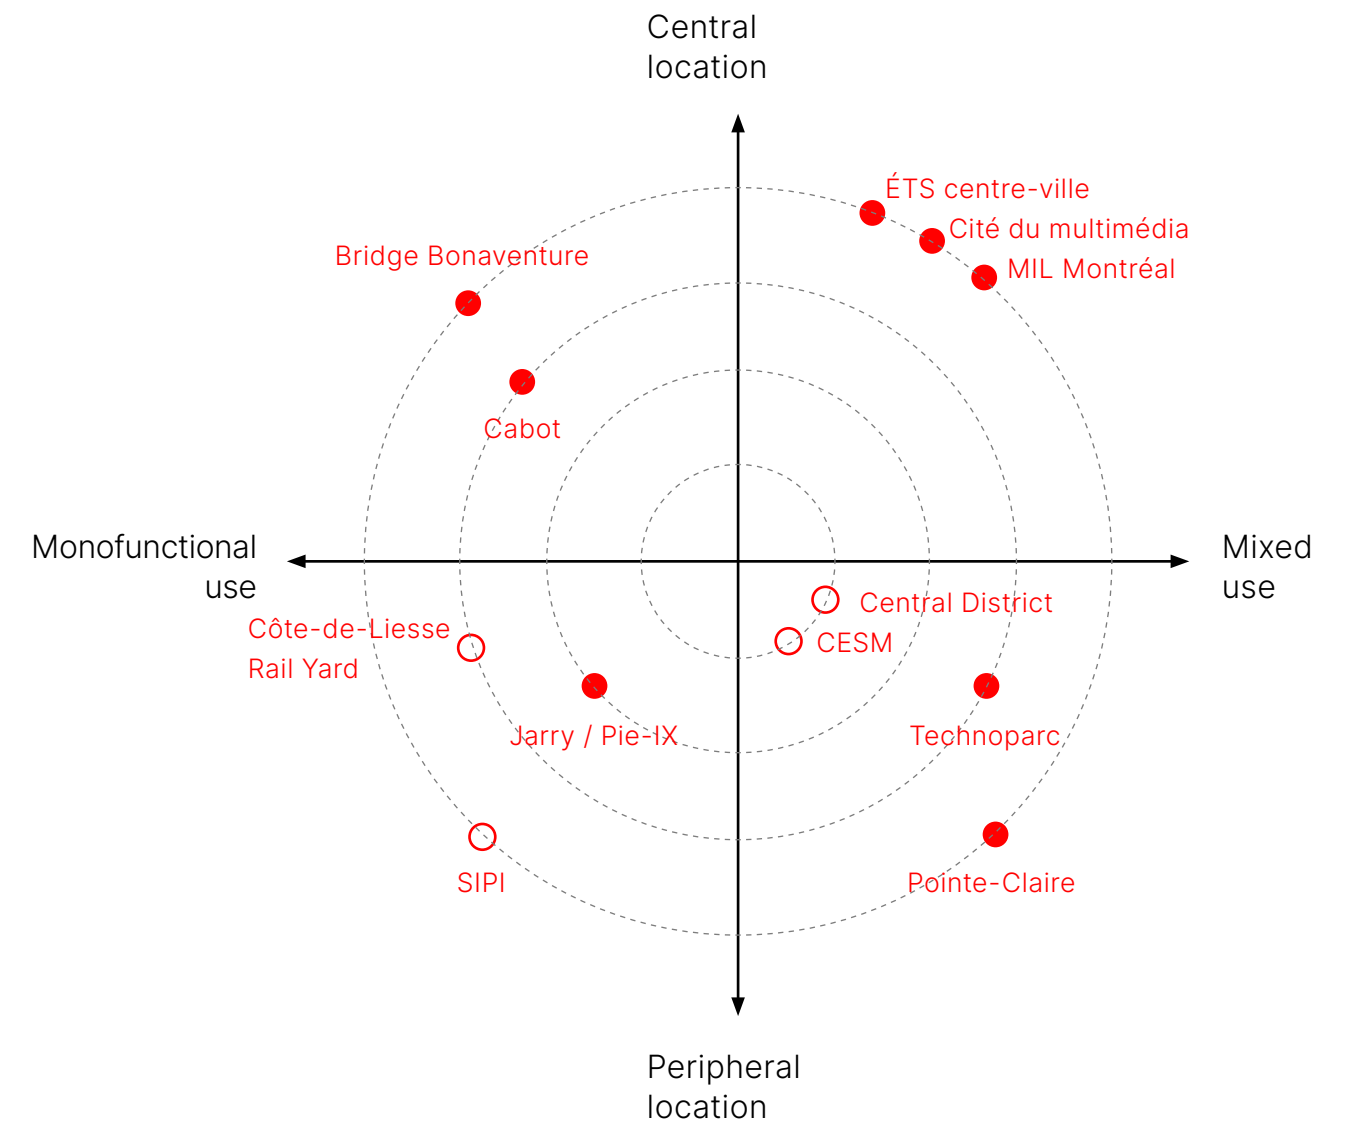 Central
location
ÉTS centre-ville
Cité du multimédia
Bridge Bonaventure
MIL Montréal
Cabot
Monofunctional
use
Mixed
use
Central District
Côte-de-Liesse
Rail Yard
CESM
Jarry / Pie-IX
Technoparc
SIPI
Pointe-Claire
Peripheral
location